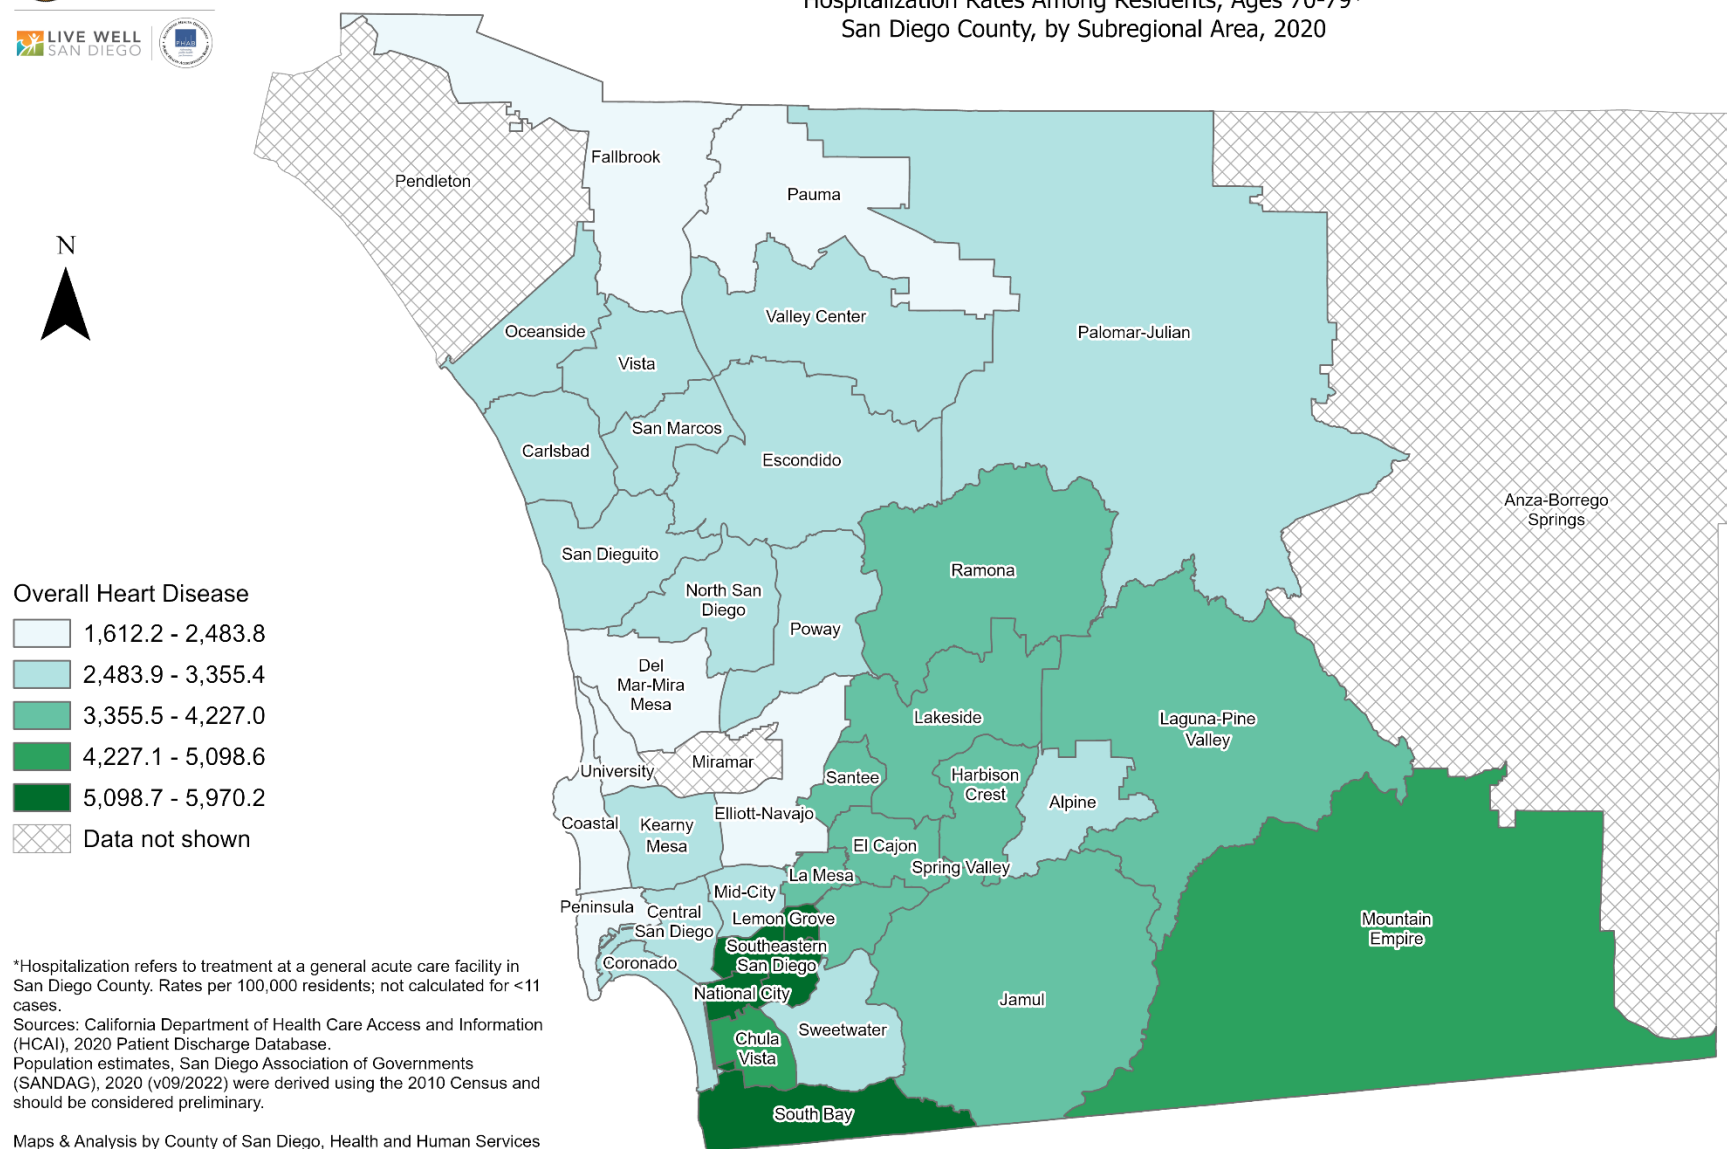 Hospitalization Rates Among Residents, Ages 70-79*
San Diego County, by Subregional Area, 2020
LIVE WELL
SAN DIEGO
PHAB
N
Fallbrook
Pendleton
Pauma
Oceanside
Valley Center
Palomar-Julian
Vista
San Marcos
Carlsbad
Escondido
Anza-Borrego
Springs
San Dieguito
Ramona
North San
Diego
Poway
Del
Mar-Mira
Mesa
Lakeside
Laguna-Pine
Valley
University
Miramar
Santee
Harbison
Crest
Alpine
Coastal
Kearny
Mesa
Elliott-Navajo
El Cajon
Spring Valley
La Mesa
Mid-City
Peninsula
Central
San Diego
Lemon Grove
Mountain
Empire
Southeastern
San Diego
Coronado
National City
Jamul
Sweetwater
Chula
Vista
South Bay
Overall Heart Disease
1,612.2 - 2,483.8
2,483.9 - 3,355.4
3,355.5 - 4,227.0
4,227.1 - 5,098.6
5,098.7 - 5,970.2
Data not shown
*Hospitalization refers to treatment at a general acute care facility in
San Diego County. Rates per 100,000 residents; not calculated for <11
cases.
Sources: California Department of Health Care Access and Information
(HCAI), 2020 Patient Discharge Database.
Population estimates, San Diego Association of Governments
(SANDAG), 2020 (v09/2022) were derived using the 2010 Census and
should be considered preliminary.
Maps & Analysis by County of San Diego, Health and Human Services